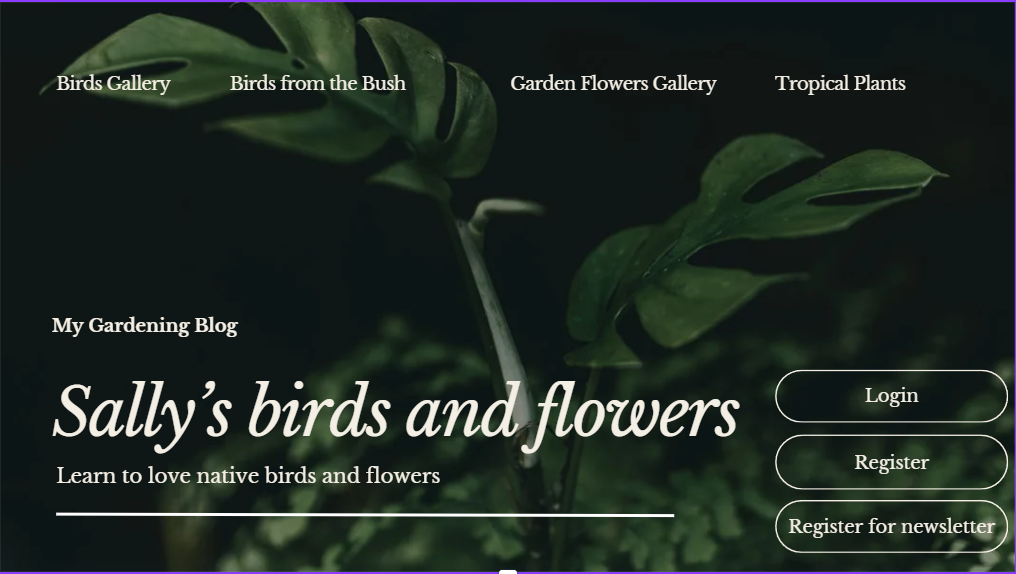 Birds Gallery Birds from the Bush Garden Flowers Gallery Tropical Plants
My Gardening Blog
Sally’s birds and flowers
Learn to love native birds and flowers
Login
Register
Register for newsletter